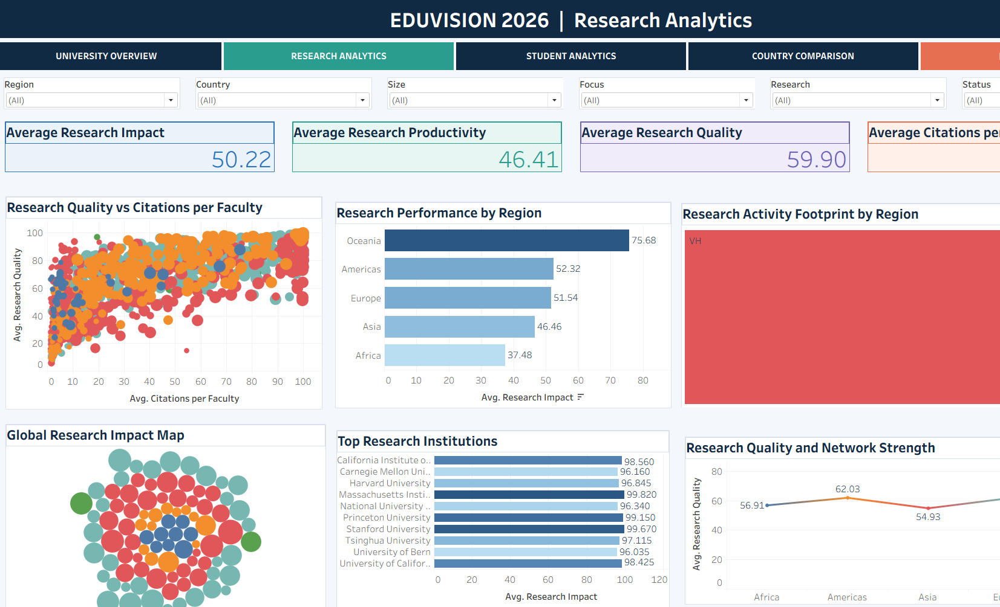 EDUVISION 2026 | Research Analytics
UNIVERSITY OVERVIEW
RESEARCH ANALYTICS
STUDENT ANALYTICS
COUNTRY COMPARISON
Region
(All)
Country
(All)
Size
(All)
Focus
(All)
Research
(All)
Status
(All)
Average Research Impact
50.22
Average Research Productivity
46.41
Average Research Quality
59.90
Average Citations pe
Research Quality vs Citations per Faculty
Avg. Research Quality
100
80
60
40
20
0
0 10 20 30 40 50 60 70 80 90 100
Avg. Citations per Faculty
Research Performance by Region
Oceania 75.68
Americas 52.32
Europe 51.54
Asia 46.46
Africa 37.48
0 10 20 30 40 50 60 70 80
Avg. Research Impact
Research Activity Footprint by Region
VH
Global Research Impact Map
Top Research Institutions
California Institute o.. 98.560
Carnegie Mellon Uni.. 96.160
Harvard University 96.845
Massachusetts Insti.. 99.820
National University .. 96.340
Princeton University 99.150
Stanford University 99.670
Tsinghua University 97.115
University of Bern 96.035
University of Califor.. 98.425
0 20 40 60 80 100 120
Avg. Research Impact
Research Quality and Network Strength
Avg. Research Quality
80
60
40
20
0
56.91
62.03
54.93
Africa Americas Asia